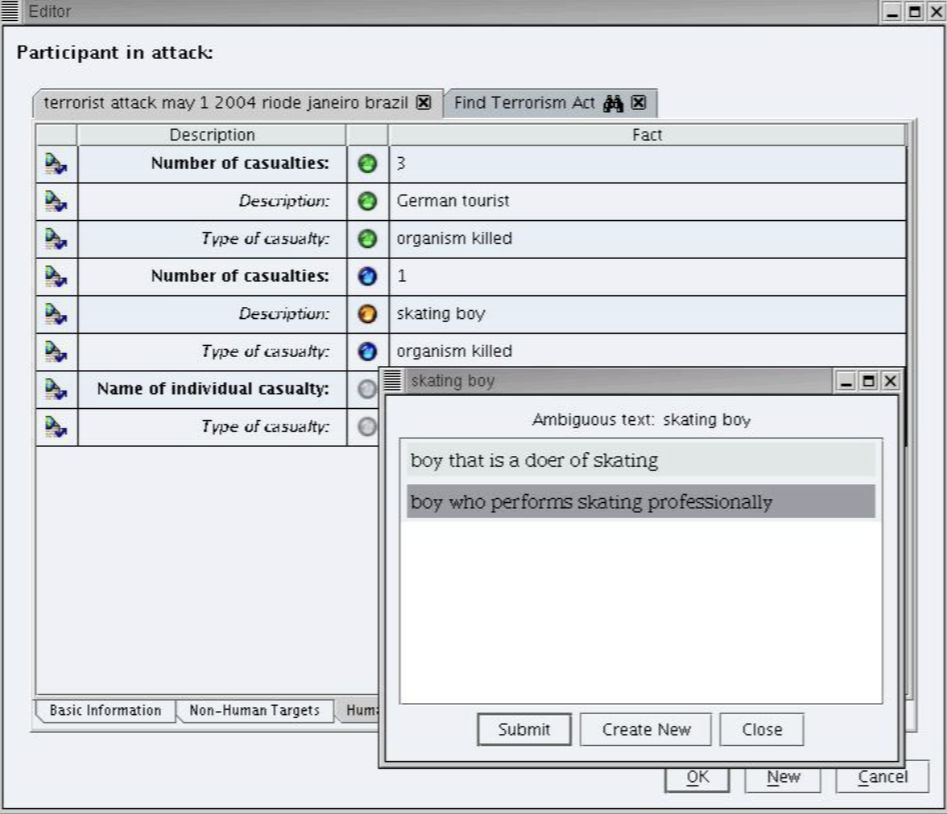 Editor
Participant in attack:
terrorist attack may 1 2004 riode janeiro brazil Find Terrorism Act
Description Fact
Number of casualties: 3
Description: German tourist
Type of casualty: organism killed
Number of casualties: 1
Description: skating boy
Type of casualty: organism killed
Name of individual casualty:
Type of casualty:
skating boy
Ambiguous text: skating boy
boy that is a doer of skating
boy who performs skating professionally
Submit Create New Close
Basic Information Non-Human Targets
OK New Cancel